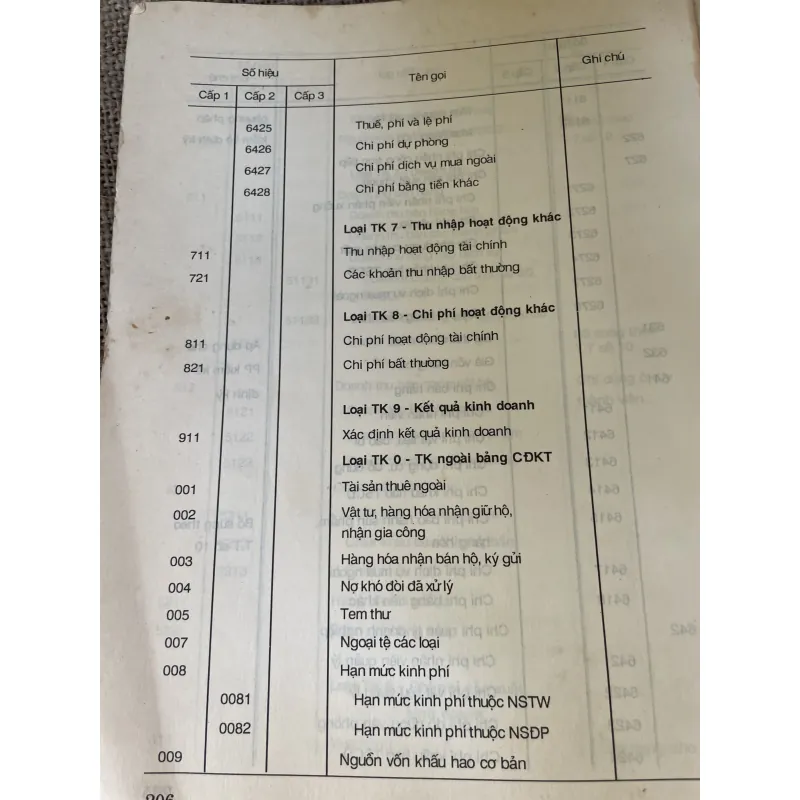 Số hiệu Tên gọi Ghi chú
Cấp 1 Cấp 2 Cấp 3
6425 Thuế, phí và lệ phí
6426 Chi phí dự phòng
6427 Chi phí dịch vụ mua ngoài
6428 Chi phí bằng tiền khác
Loại TK 7 - Thu nhập hoạt động khác
711 Thu nhập hoạt động tài chính
721 Các khoản thu nhập bất thường
Loại TK 8 - Chi phí hoạt động khác
811 Chi phí hoạt động tài chính
821 Chi phí bất thường
Loại TK 9 - Kết quả kinh doanh
911 Xác định kết quả kinh doanh
Loại TK 0 - TK ngoài bảng CĐKT
001 Tài sản thuê ngoài
002 Vật tư, hàng hóa nhận giữ hộ,
nhận gia công
003 Hàng hóa nhận bán hộ, ký gửi
004 Nợ khó đòi đã xử lý
005 Tem thư
007 Ngoại tệ các loại
008 Hạn mức kinh phí
0081 Hạn mức kinh phí thuộc NSTW
0082 Hạn mức kinh phí thuộc NSĐP
009 Nguồn vốn khấu hao cơ bản